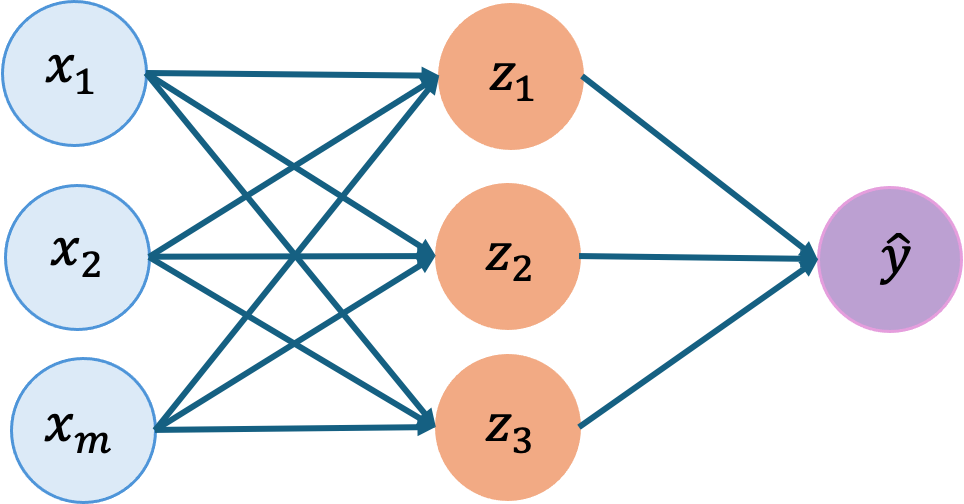 x₁
z₁
x₂
z₂
ŷ
xₘ
z₃